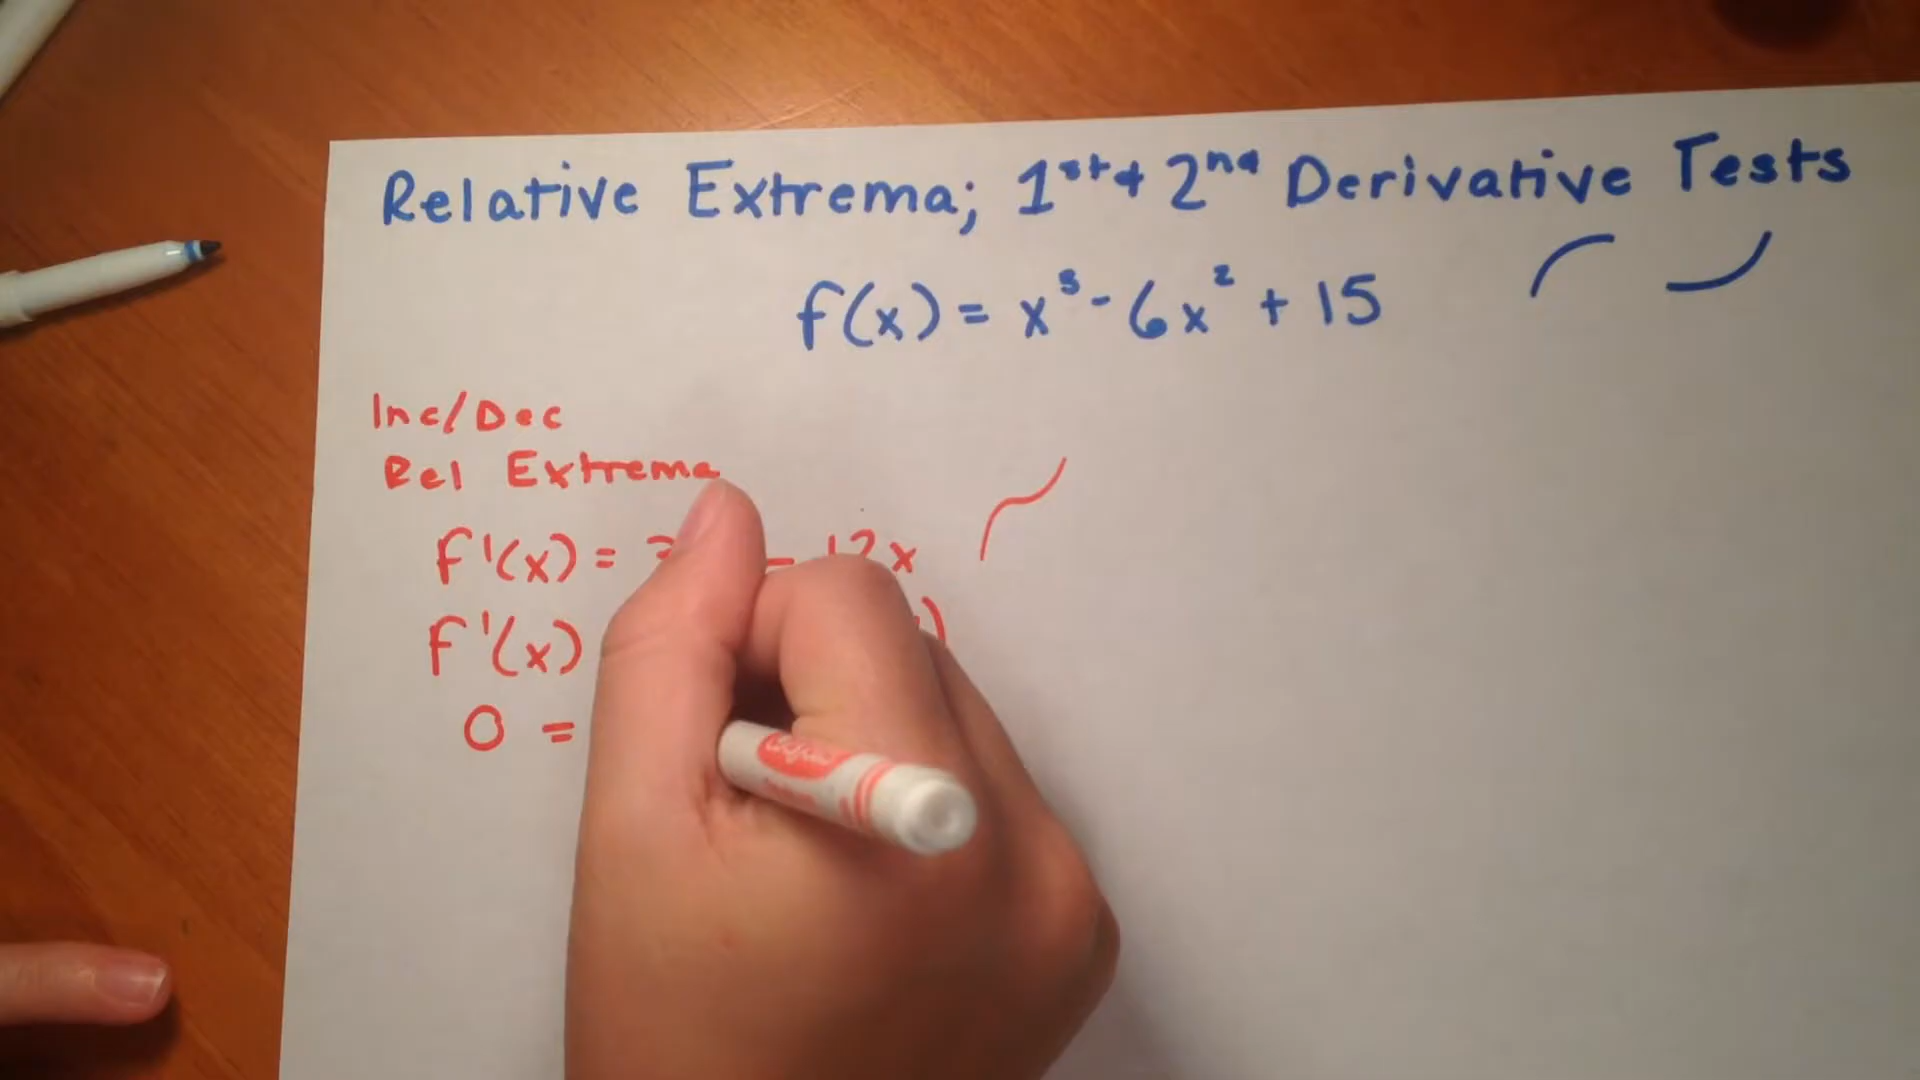 Relative Extrema; 1st + 2nd Derivative Tests
f(x) = x³ - 6x² + 15
Inc/Dec
Rel Extrema
f'(x) = - 12x
f'(x) )
0 =